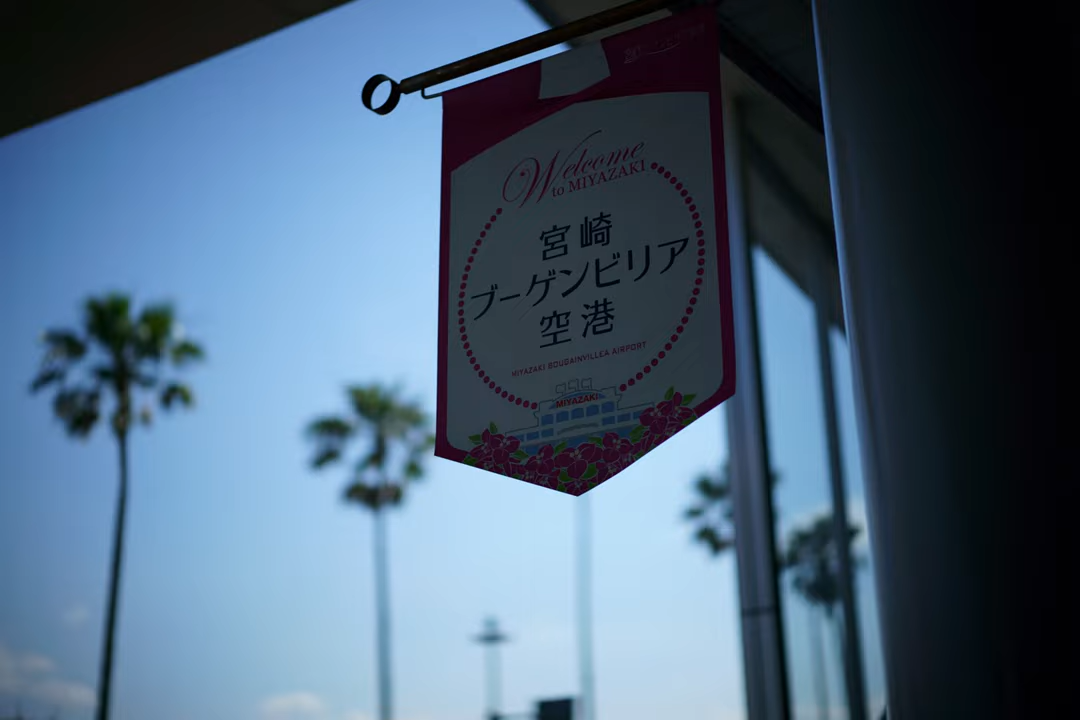 Welcome
to MIYAZAKI
宮崎
ブーゲンビリア
空港
MIYAZAKI BOUGAINVILLEA AIRPORT
MIYAZAKI